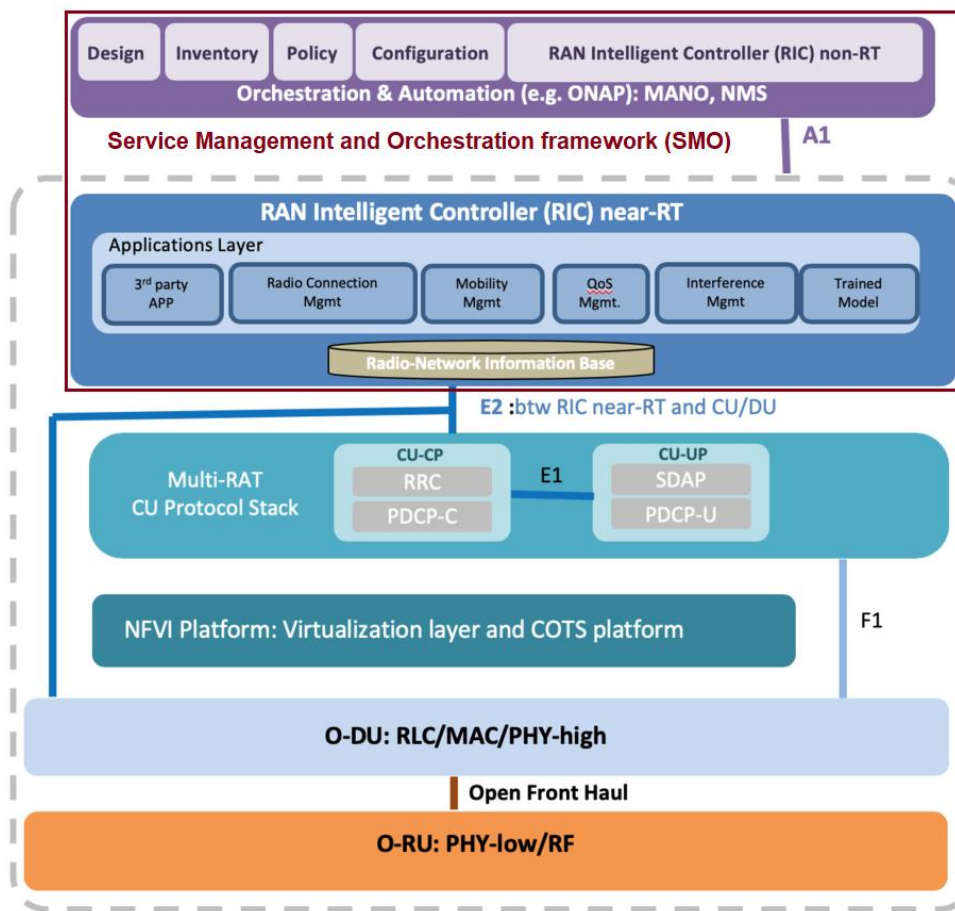 Design
Inventory
Policy
Configuration
RAN Intelligent Controller (RIC) non-RT
Orchestration & Automation (e.g. ONAP): MANO, NMS
Service Management and Orchestration framework (SMO)
A1
RAN Intelligent Controller (RIC) near-RT
Applications Layer
3rd party
APP
Radio Connection
Mgmt
Mobility
Mgmt
QoS
Mgmt.
Interference
Mgmt
Trained
Model
Radio-Network Information Base
E2 :btw RIC near-RT and CU/DU
Multi-RAT
CU Protocol Stack
CU-CP
RRC
PDCP-C
E1
CU-UP
SDAP
PDCP-U
NFVI Platform: Virtualization layer and COTS platform
F1
O-DU: RLC/MAC/PHY-high
Open Front Haul
O-RU: PHY-low/RF